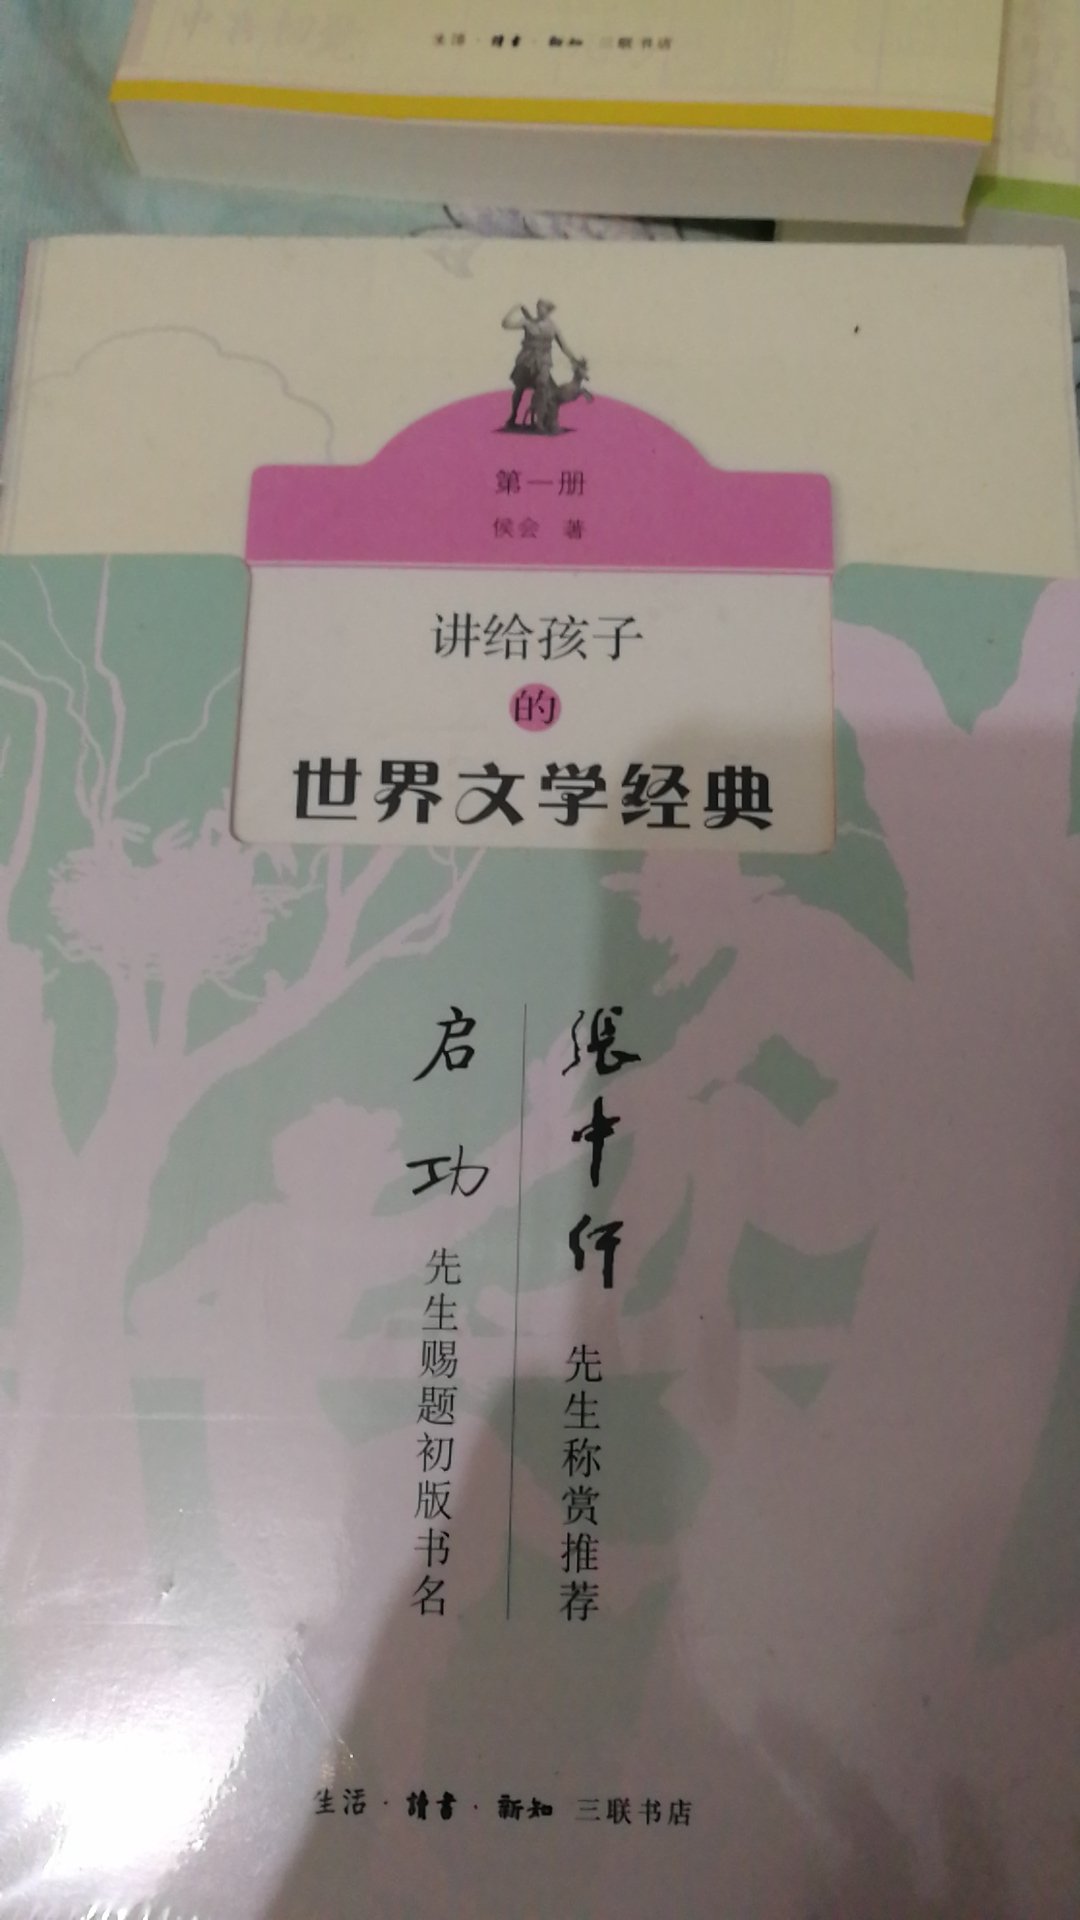 生活·讀書·新知 三联书店
第一册
侯会 著
讲给孩子
的
世界文学经典
張中行 先生称赏推荐
启功 先生赐题初版书名
生活·讀書·新知 三联书店